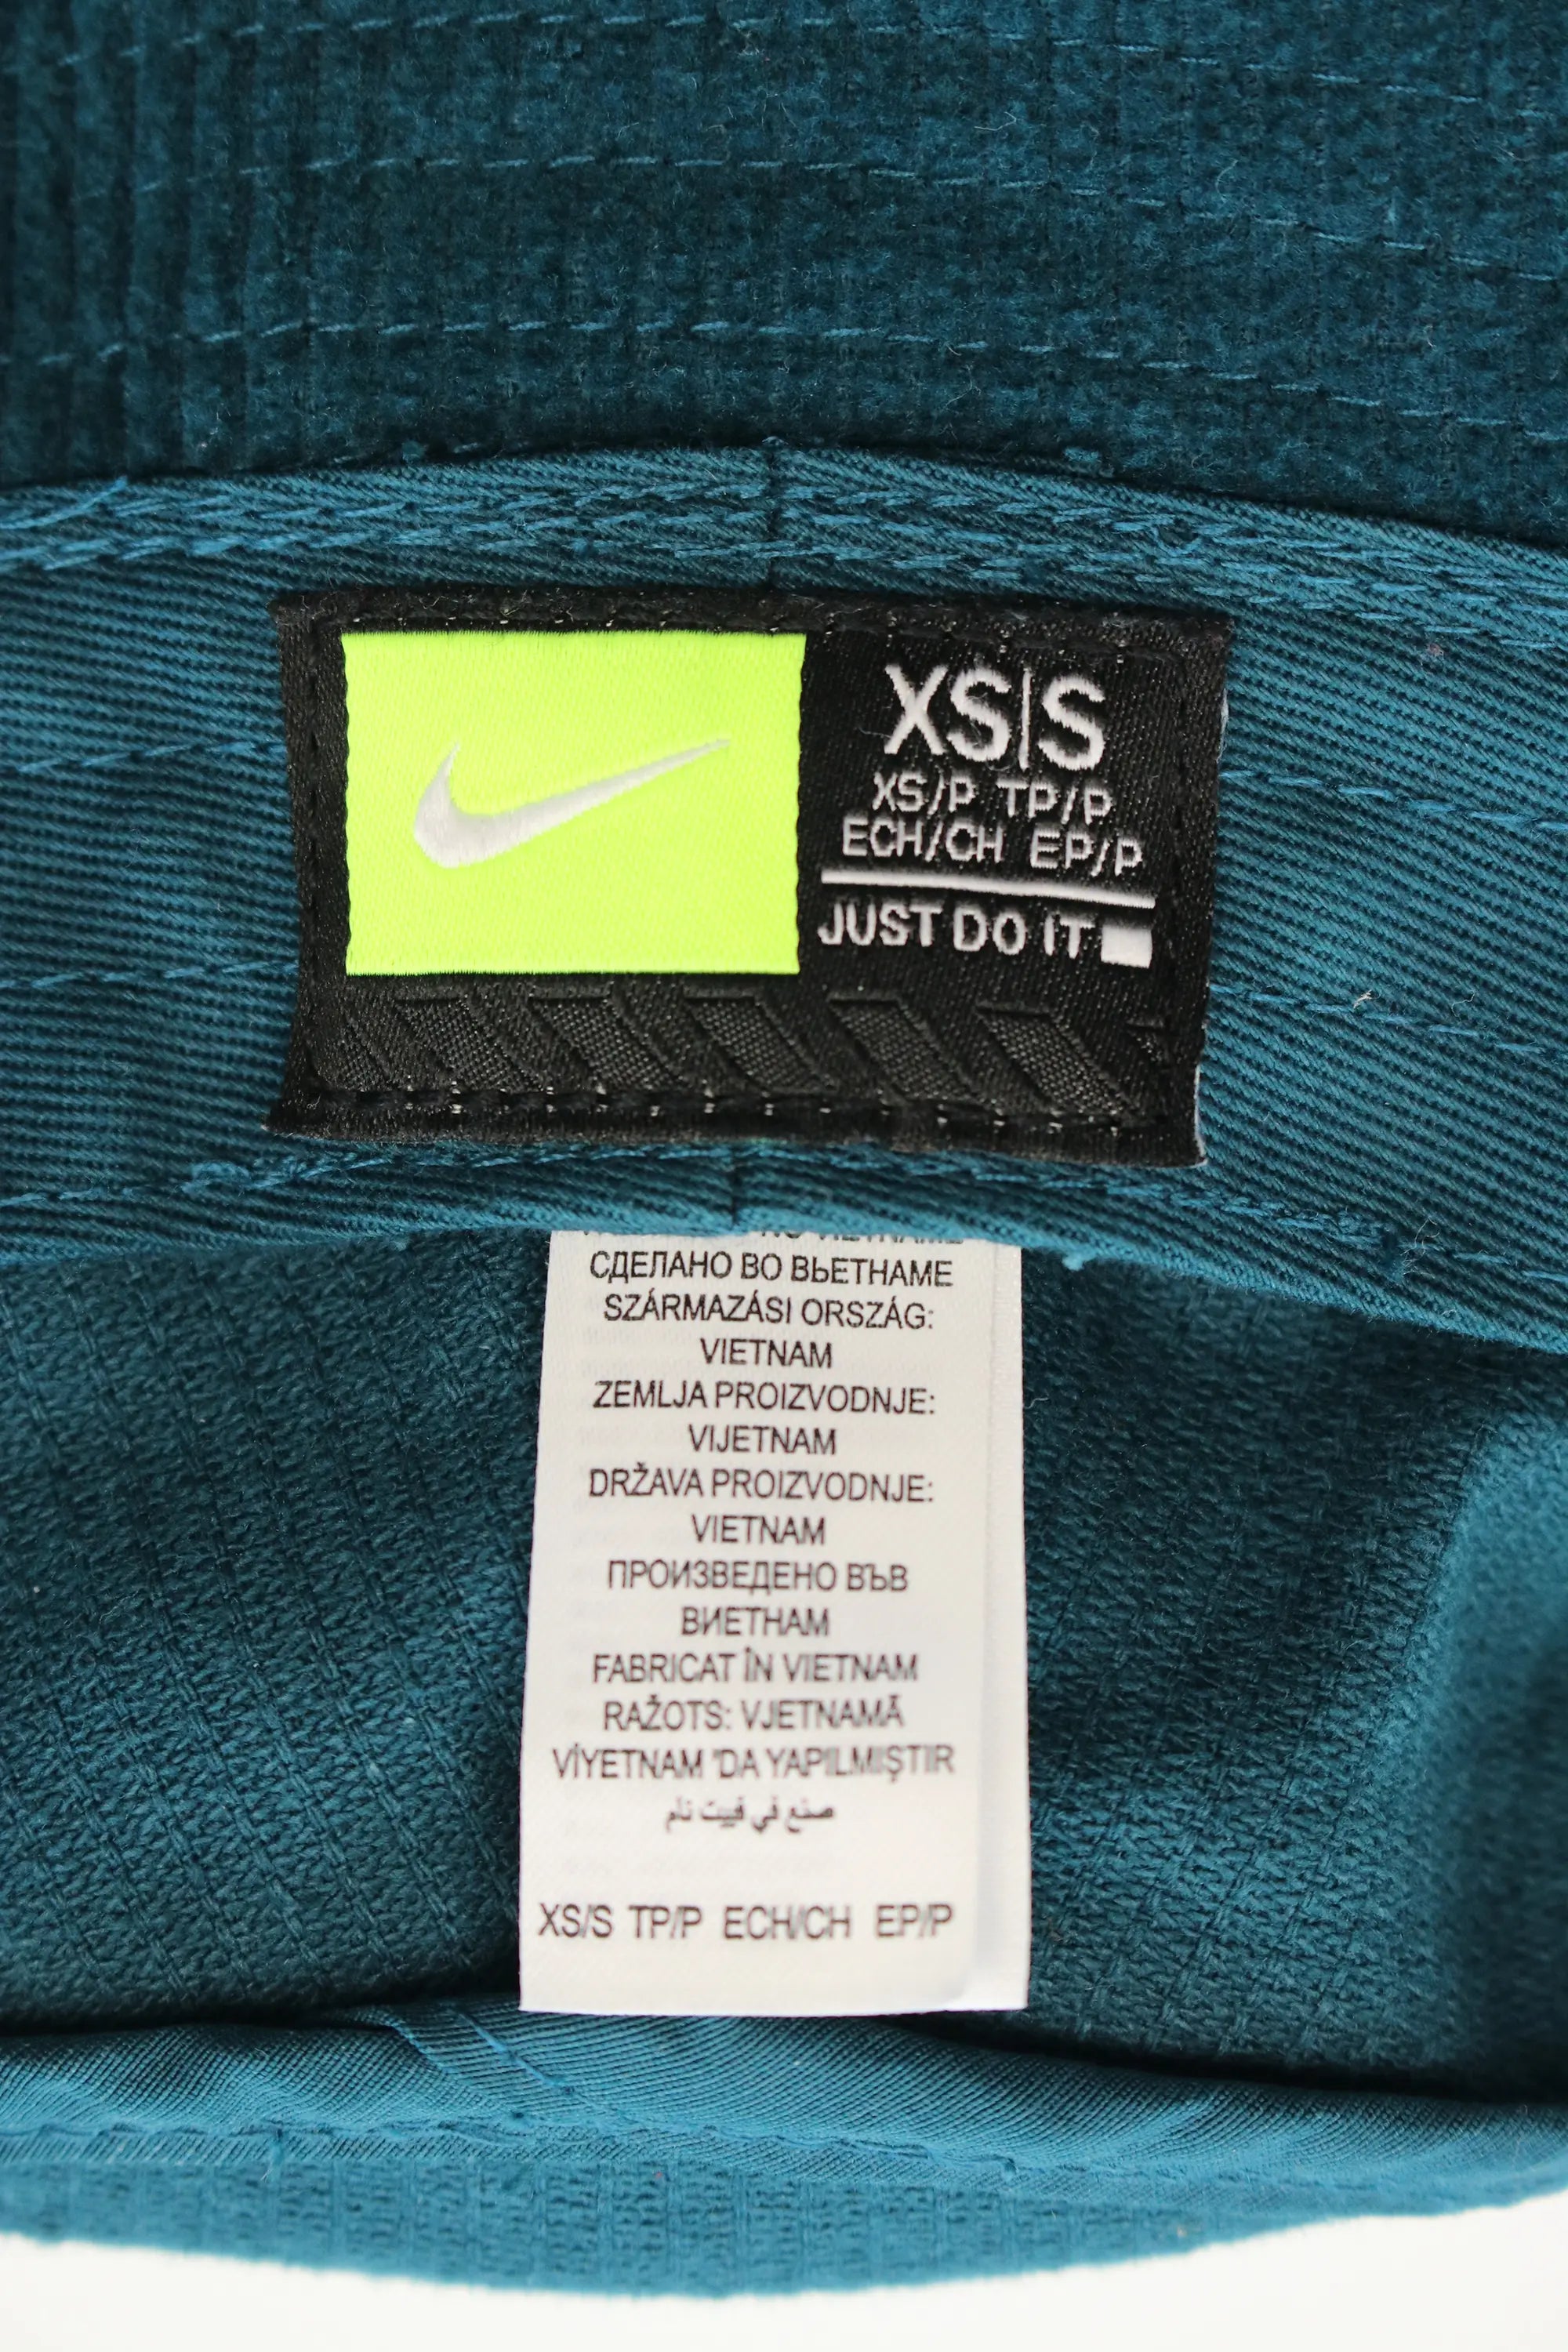 XS|S
XS/P TP/P
ECH/CH EP/P
JUST DO IT
СДЕЛАНО ВО ВЬЕТНАМЕ
SZÁRMAZÁSI ORSZÁG:
VIETNAM
ZEMLJA PROIZVODNJE:
VIJETNAM
DRŽAVA PROIZVODNJE:
VIETNAM
ПРОИЗВЕДЕНО ВЪВ
ВИЕТНАМ
FABRICAT ÎN VIETNAM
RAŽOTS: VJETNAMĀ
VİYETNAM 'DA YAPILMIŞTIR
صنع في فييت نام
XS/S TP/P ECH/CH EP/P